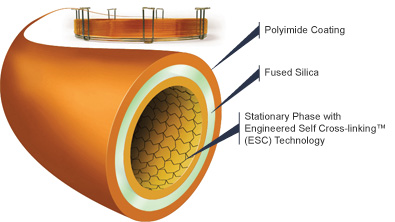 Polyimide Coating
Fused Silica
Stationary Phase with
Engineered Self Cross-linking™
(ESC) Technology